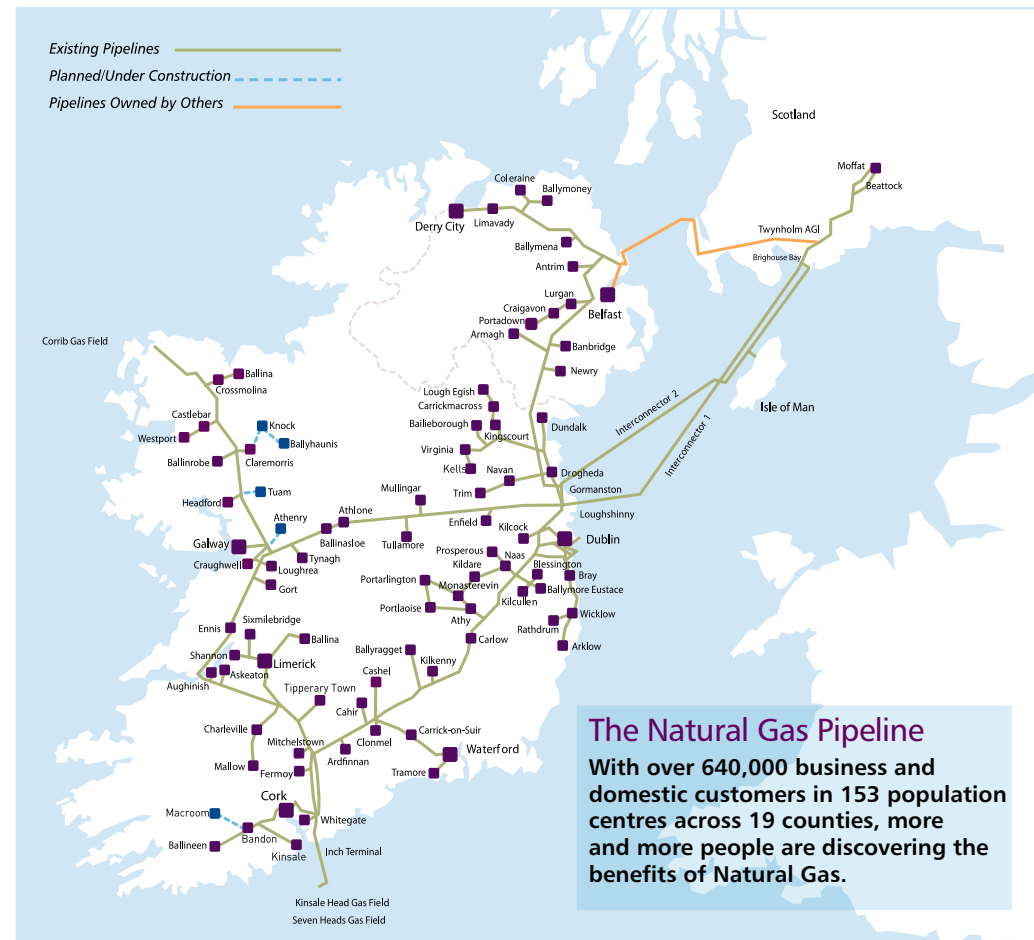 Existing Pipelines
Planned/Under Construction
Pipelines Owned by Others
Scotland
Moffat
Beattock
Coleraine
Ballymoney
Derry City
Limavady
Twynholm AGI
Ballymena
Brighouse Bay
Antrim
Lurgan
Craigavon
Belfast
Portadown
Armagh
Corrib Gas Field
Banbridge
Ballina
Newry
Crossmolina
Lough Egish
Carrickmacross
Isle of Man
Interconnector 2
Castlebar
Knock
Bailieborough
Dundalk
Westport
Ballyhaunis
Kingscourt
Interconnector 1
Virginia
Ballinrobe
Claremorris
Kells
Navan
Drogheda
Mullingar
Trim
Gormanston
Tuam
Headford
Athlone
Athenry
Enfield
Loughshinny
Kilcock
Galway
Ballinasloe
Tullamore
Dublin
Prosperous
Naas
Tynagh
Craughwell
Loughrea
Kildare
Blessington
Portarlington
Bray
Gort
Monasterevin
Ballymore Eustace
Kilcullen
Portlaoise
Sixmilebridge
Athy
Wicklow
Ennis
Rathdrum
Ballina
Carlow
Shannon
Ballyragget
Arklow
Limerick
Kilkenny
Askeaton
Cashel
Aughinish
Tipperary Town
Cahir
Charleville
Carrick-on-Suir
Mitchelstown
Clonmel
Waterford
Ardfinnan
Mallow
Fermoy
Tramore
Cork
Macroom
Whitegate
Bandon
Ballineen
Kinsale
Inch Terminal
Kinsale Head Gas Field
Seven Heads Gas Field
The Natural Gas Pipeline
With over 640,000 business and
domestic customers in 153 population
centres across 19 counties, more
and more people are discovering the
benefits of Natural Gas.